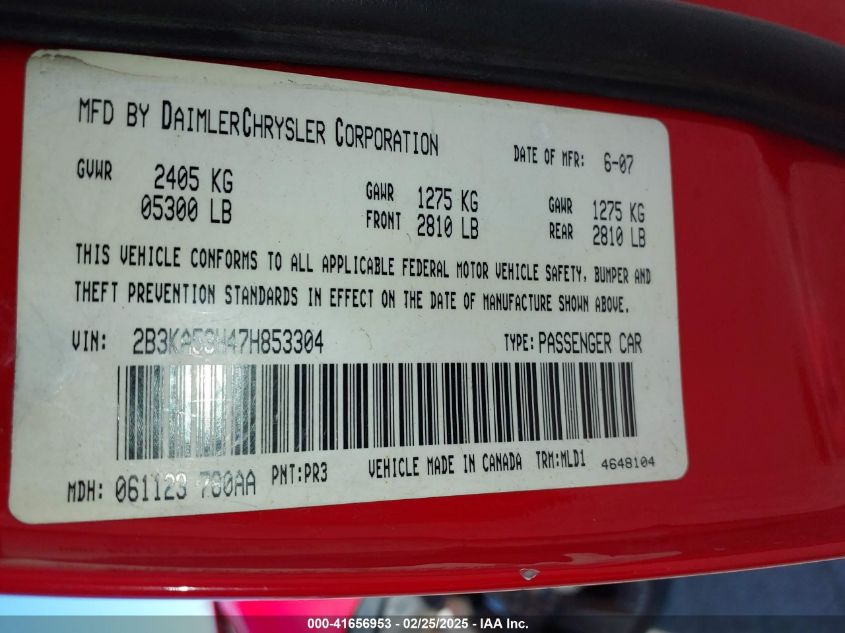 MFD BY DAIMLERCHRYSLER CORPORATION
DATE OF MFR: 6-07
GVWR 2405 KG GAWR 1275 KG GAWR 1275 KG
05300 LB FRONT 2810 LB REAR 2810 LB
THIS VEHICLE CONFORMS TO ALL APPLICABLE FEDERAL MOTOR VEHICLE SAFETY, BUMPER AND
THEFT PREVENTION STANDARDS IN EFFECT ON THE DATE OF MANUFACTURE SHOWN ABOVE.
VIN: 2B3KA53H47H853304 TYPE: PASSENGER CAR
MDH: 061123 PNT:PR3 VEHICLE MADE IN CANADA TRM:MLD1 4648104
000-41656953 - 02/25/2025 - IAA Inc.